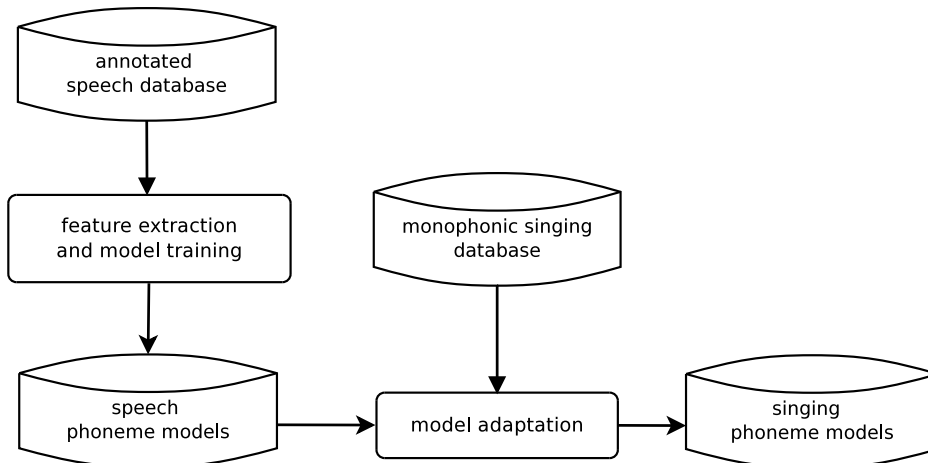 annotated
speech database
feature extraction
and model training
monophonic singing
database
speech
phoneme models
model adaptation
singing
phoneme models